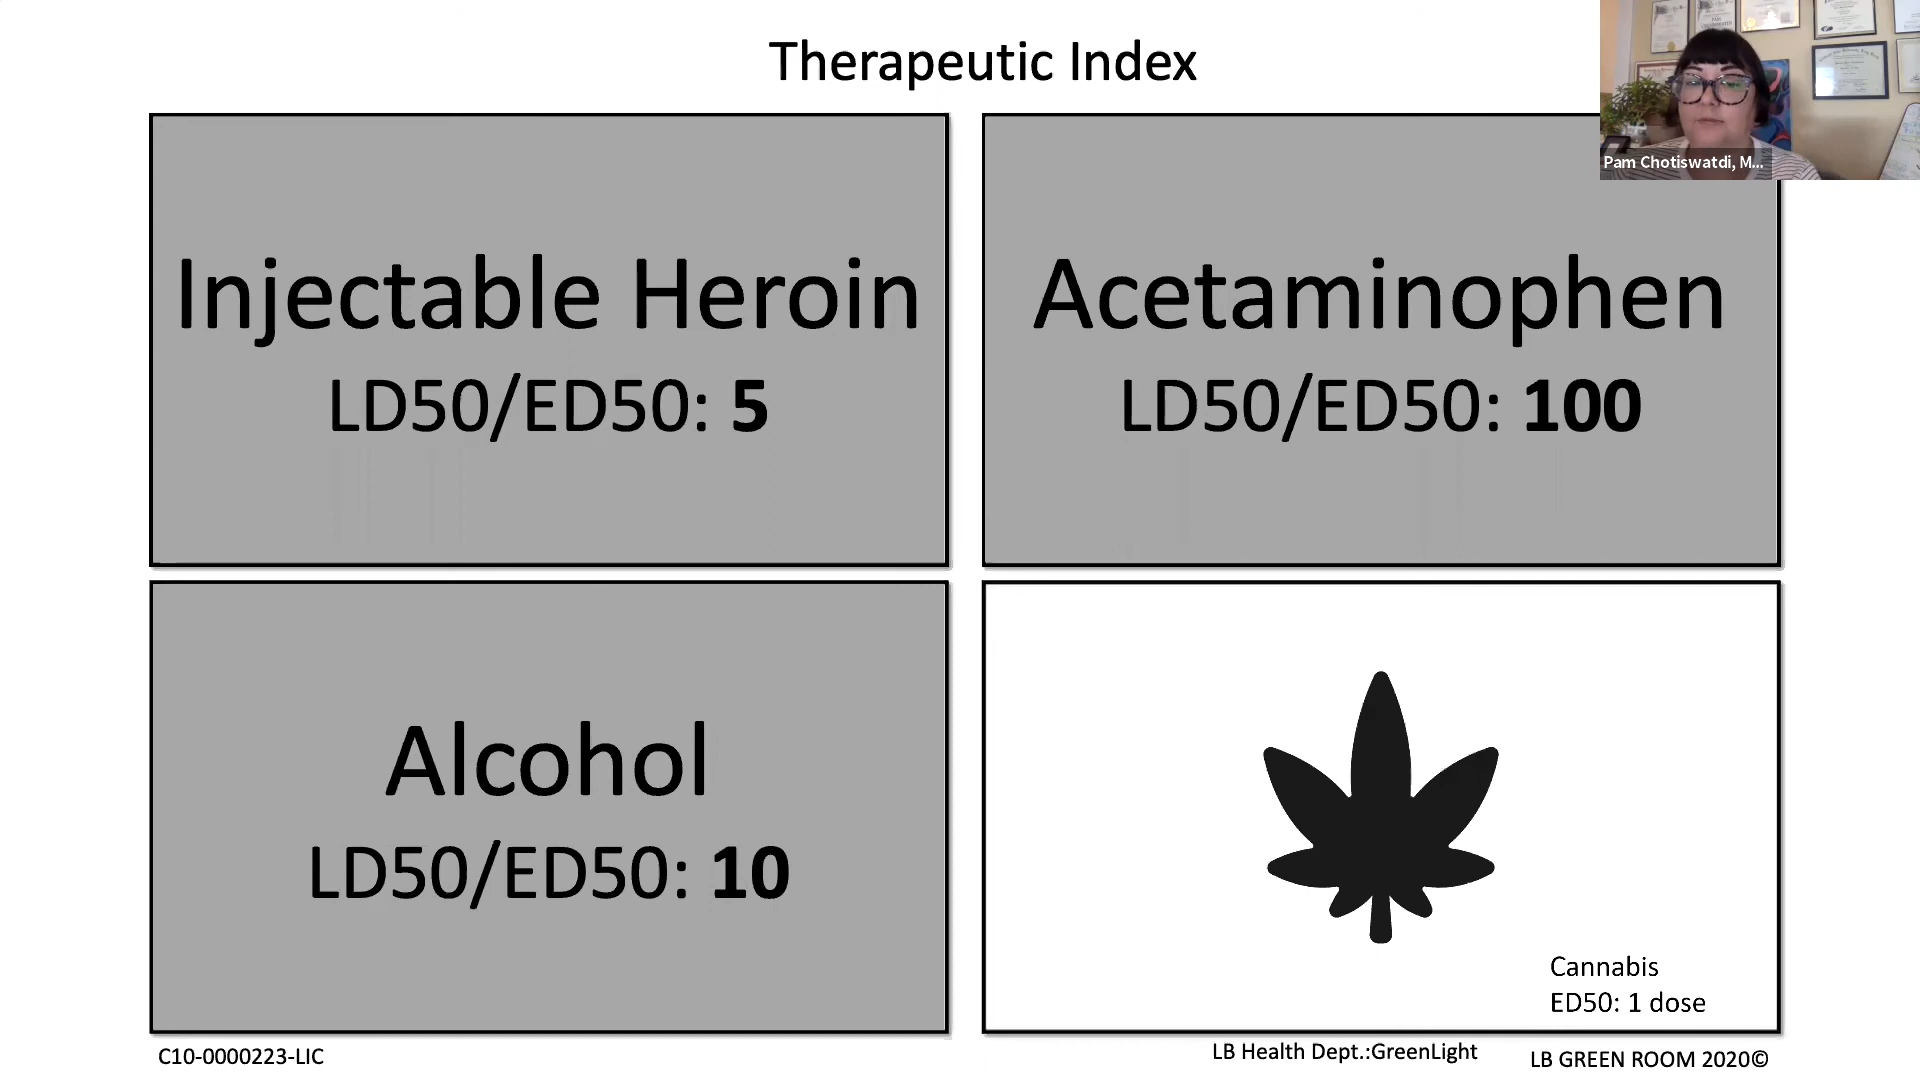 Therapeutic Index
Pam Chotiswatdi, M...
Injectable Heroin
LD50/ED50: 5
Acetaminophen
LD50/ED50: 100
Alcohol
LD50/ED50: 10
Cannabis
ED50: 1 dose
C10-0000223-LIC
LB Health Dept.:GreenLight
LB GREEN ROOM 2020©